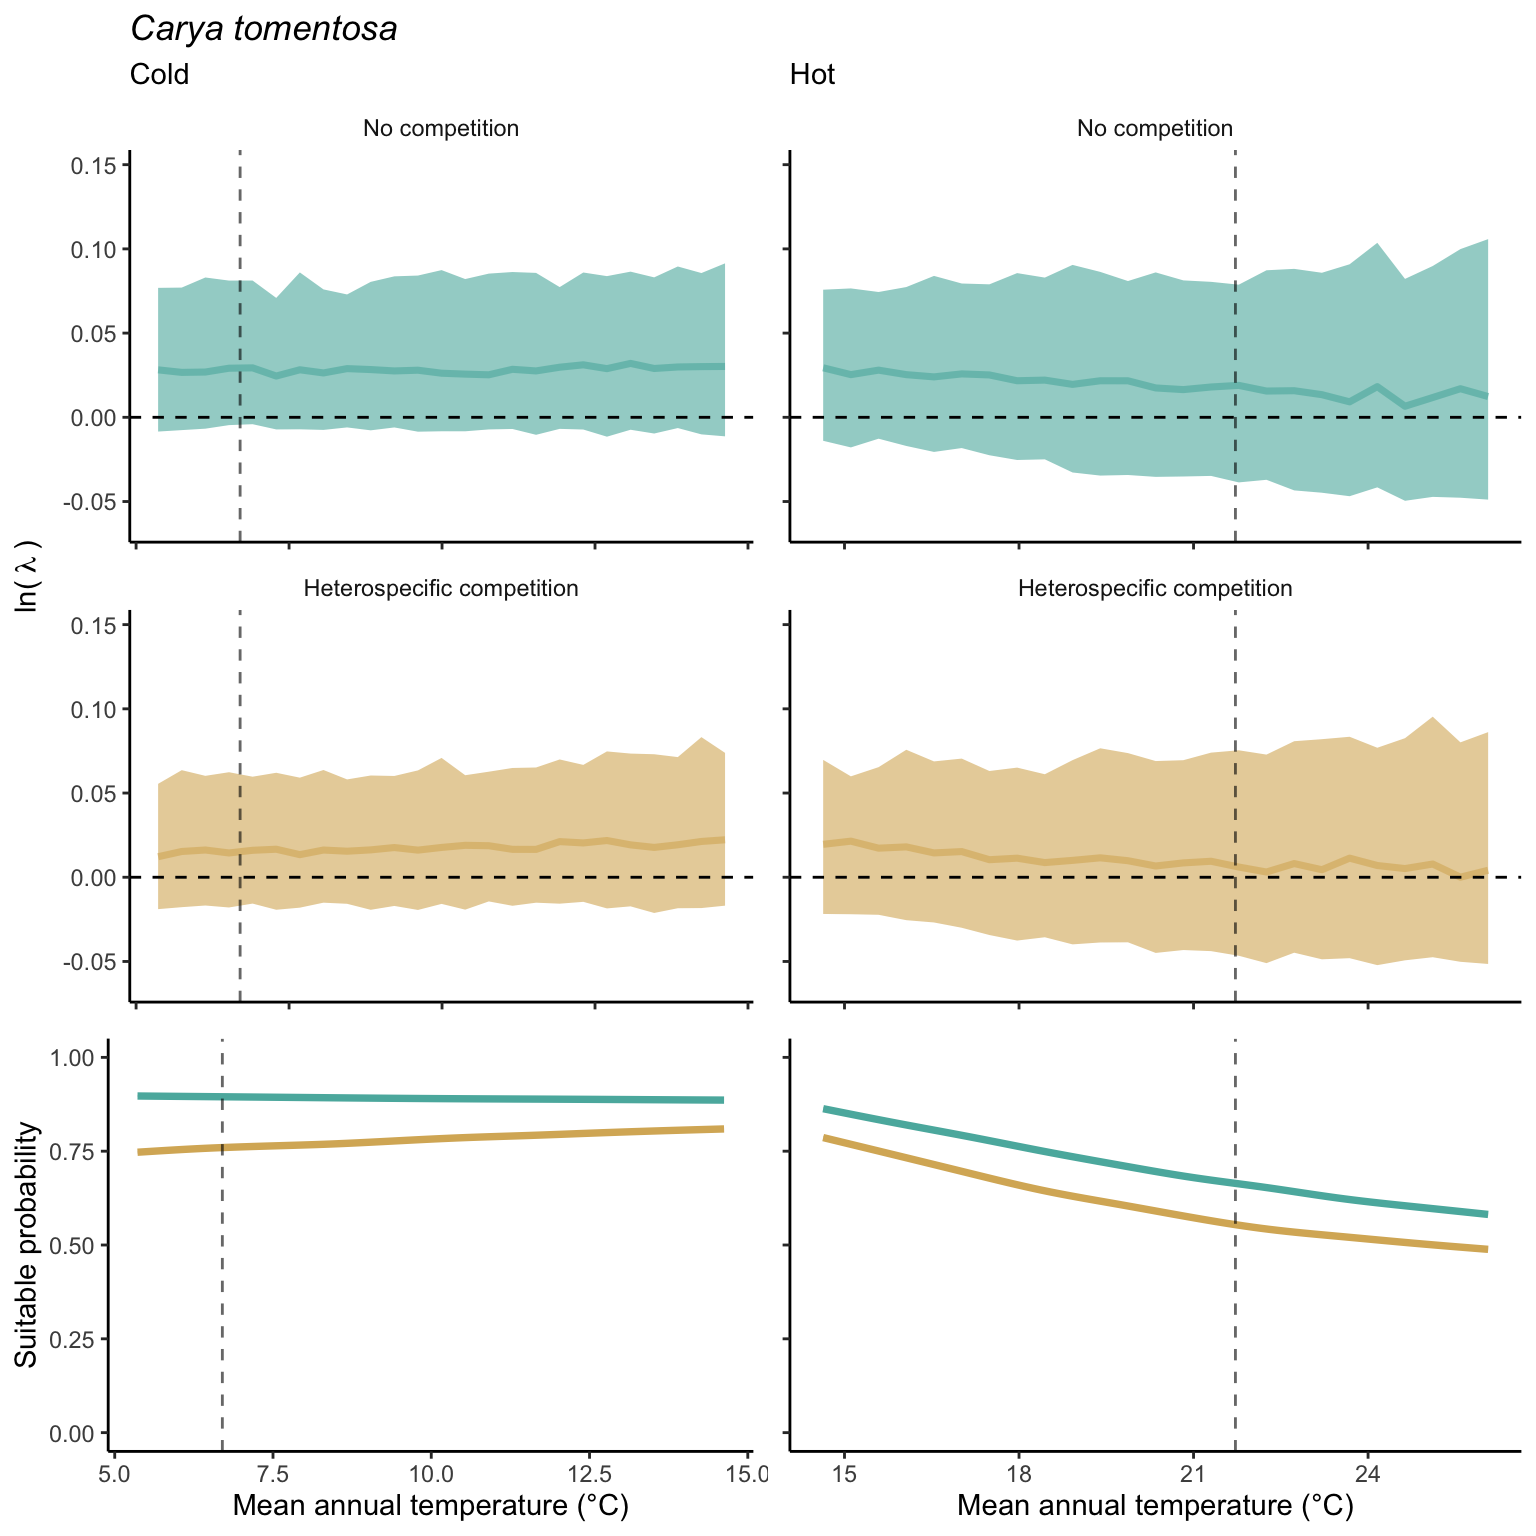 Carya tomentosa
Cold
Hot
No competition
No competition
0.15
0.10
0.05
0.00
-0.05
ln( λ )
Heterospecific competition
Heterospecific competition
0.15
0.10
0.05
0.00
-0.05
Suitable probability
1.00
0.75
0.50
0.25
0.00
5.0 7.5 10.0 12.5 15.0
15 18 21 24
Mean annual temperature (°C)
Mean annual temperature (°C)